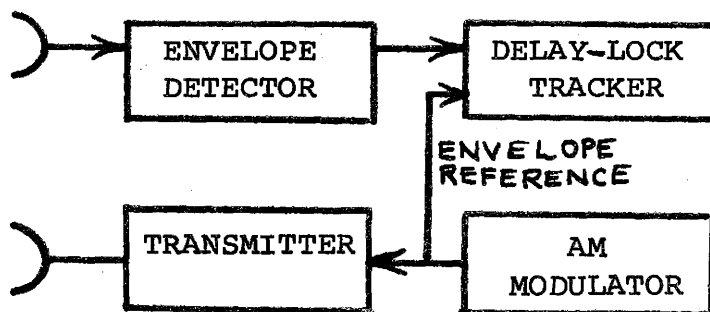 ENVELOPE
DETECTOR
DELAY-LOCK
TRACKER
ENVELOPE
REFERENCE
TRANSMITTER
AM
MODULATOR